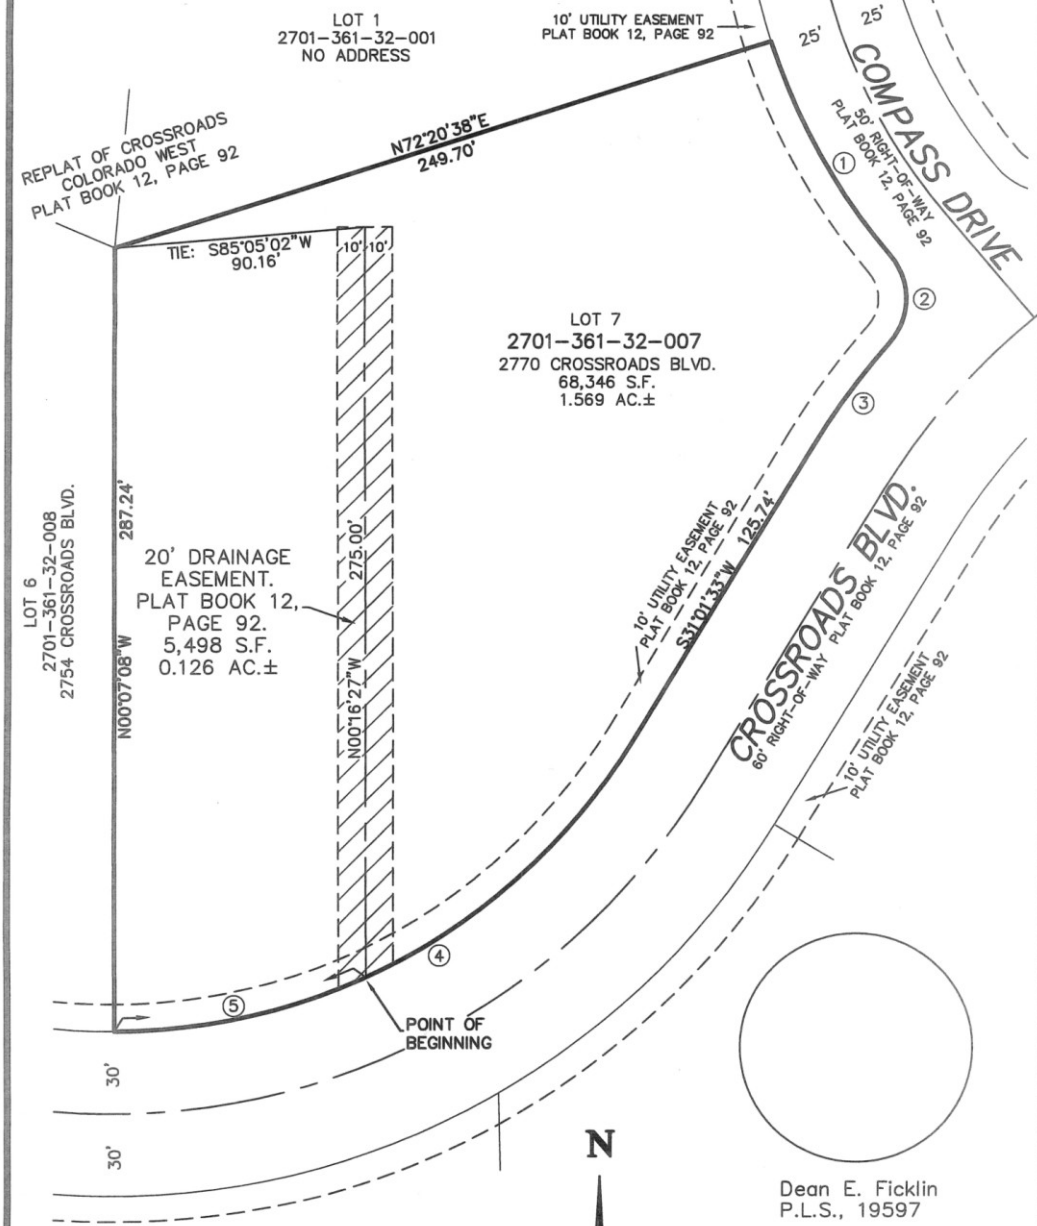 LOT 1
2701-361-32-001
NO ADDRESS
10' UTILITY EASEMENT
PLAT BOOK 12, PAGE 92
25'
25'
COMPASS DRIVE
50' RIGHT-OF-WAY
PLAT BOOK 12, PAGE 92
REPLAT OF CROSSROADS
COLORADO WEST
PLAT BOOK 12, PAGE 92
N72°20'38"E
249.70'
1
TIE: S85°05'02"W
90.16'
10' 10'
2
LOT 7
2701-361-32-007
2770 CROSSROADS BLVD.
68,346 S.F.
1.569 AC.±
3
LOT 6
2701-361-32-008
2754 CROSSROADS BLVD.
287.24'
N00°07'08"W
20' DRAINAGE
EASEMENT.
PLAT BOOK 12,
PAGE 92.
5,498 S.F.
0.126 AC.±
275.00'
N00°16'27"W
10' UTILITY EASEMENT
PLAT BOOK 12, PAGE 92
S31°01'33"W 125.74'
CROSSROADS BLVD.
60' RIGHT-OF-WAY PLAT BOOK 12, PAGE 92
10' UTILITY EASEMENT
PLAT BOOK 12, PAGE 92
4
5
POINT OF
BEGINNING
30'
30'
N
Dean E. Ficklin
P.L.S., 19597